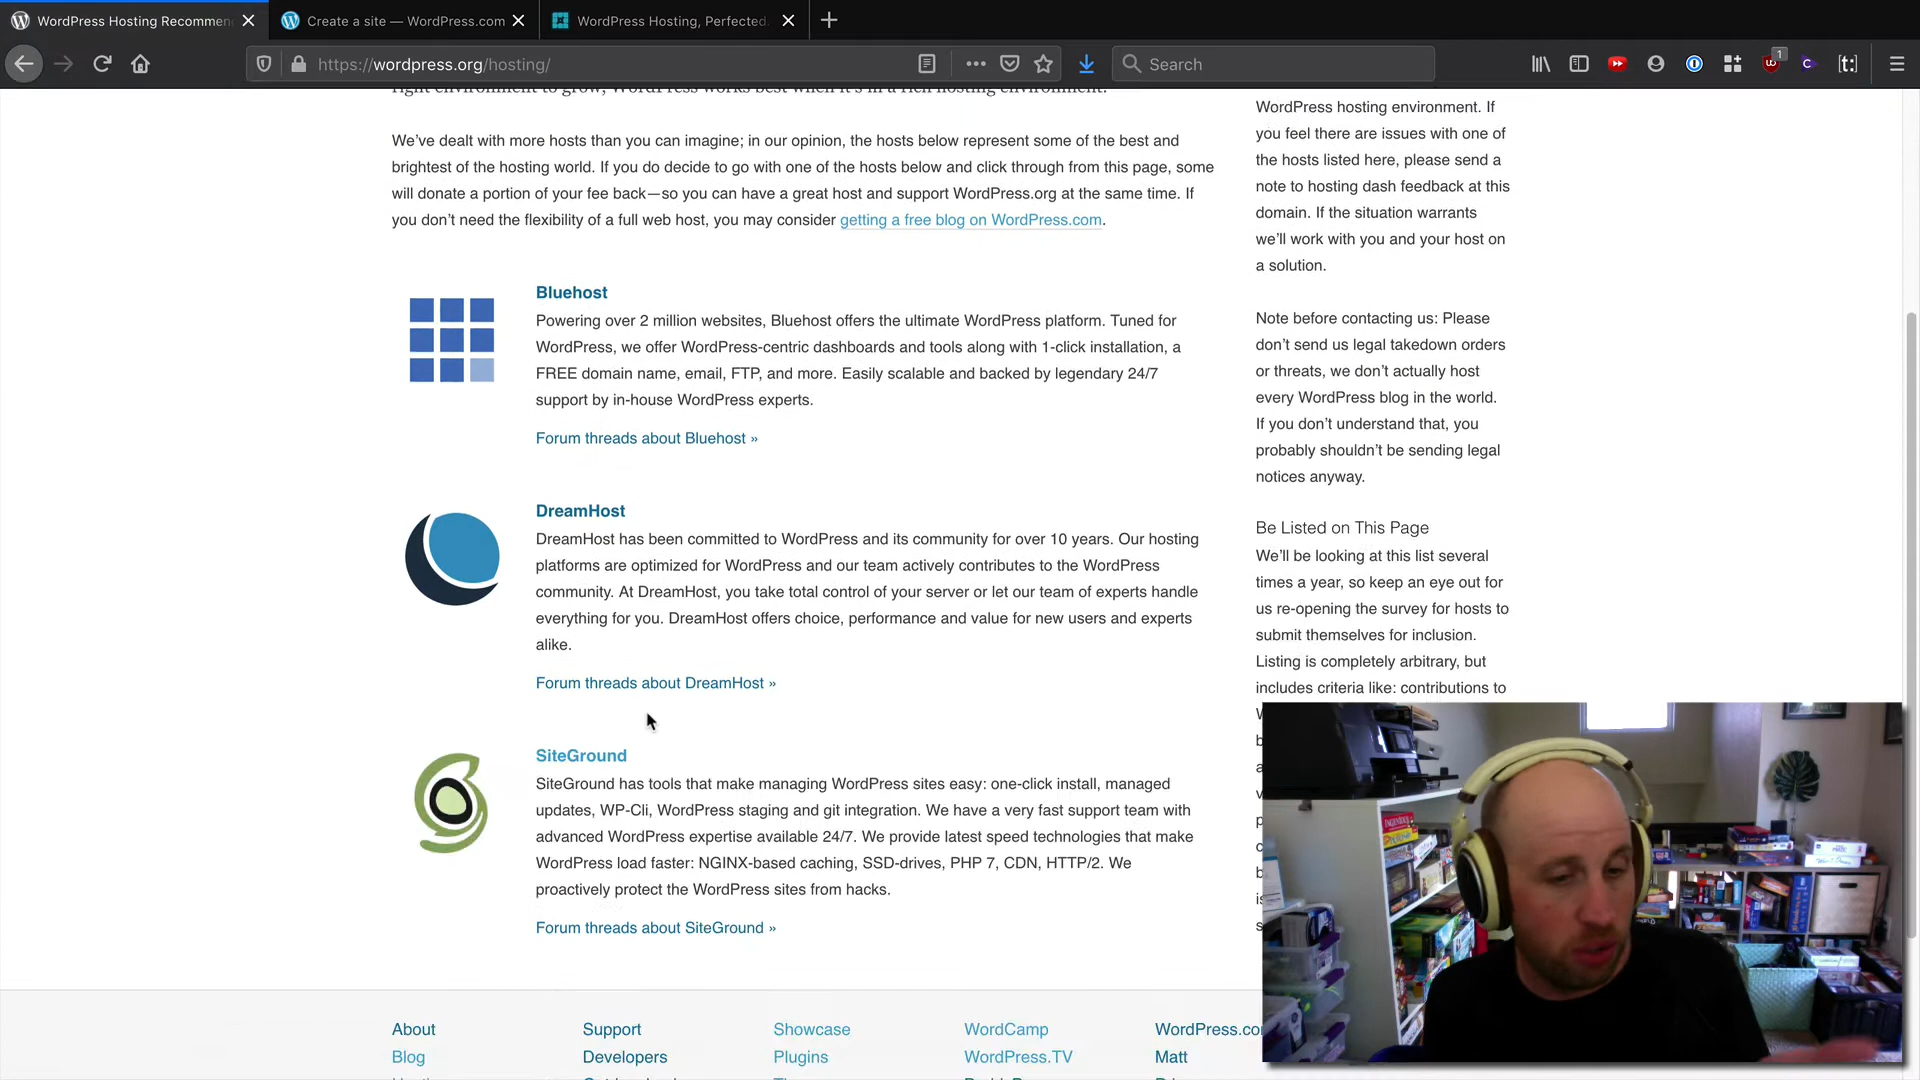 WordPress Hosting Recommen
Create a site — WordPress.com
WordPress Hosting, Perfected.
https://wordpress.org/hosting/
Search
1
right environment to grow, WordPress works best when it's in a rich hosting environment.
We've dealt with more hosts than you can imagine; in our opinion, the hosts below represent some of the best and
brightest of the hosting world. If you do decide to go with one of the hosts below and click through from this page, some
will donate a portion of your fee back—so you can have a great host and support WordPress.org at the same time. If
you don't need the flexibility of a full web host, you may consider getting a free blog on WordPress.com.
Bluehost
Powering over 2 million websites, Bluehost offers the ultimate WordPress platform. Tuned for
WordPress, we offer WordPress-centric dashboards and tools along with 1-click installation, a
FREE domain name, email, FTP, and more. Easily scalable and backed by legendary 24/7
support by in-house WordPress experts.
Forum threads about Bluehost »
DreamHost
DreamHost has been committed to WordPress and its community for over 10 years. Our hosting
platforms are optimized for WordPress and our team actively contributes to the WordPress
community. At DreamHost, you take total control of your server or let our team of experts handle
everything for you. DreamHost offers choice, performance and value for new users and experts
alike.
Forum threads about DreamHost »
SiteGround
SiteGround has tools that make managing WordPress sites easy: one-click install, managed
updates, WP-Cli, WordPress staging and git integration. We have a very fast support team with
advanced WordPress expertise available 24/7. We provide latest speed technologies that make
WordPress load faster: NGINX-based caching, SSD-drives, PHP 7, CDN, HTTP/2. We
proactively protect the WordPress sites from hacks.
Forum threads about SiteGround »
WordPress hosting environment. If
you feel there are issues with one of
the hosts listed here, please send a
note to hosting dash feedback at this
domain. If the situation warrants
we'll work with you and your host on
a solution.
Note before contacting us: Please
don't send us legal takedown orders
or threats, we don't actually host
every WordPress blog in the world.
If you don't understand that, you
probably shouldn't be sending legal
notices anyway.
Be Listed on This Page
We'll be looking at this list several
times a year, so keep an eye out for
us re-opening the survey for hosts to
submit themselves for inclusion.
Listing is completely arbitrary, but
includes criteria like: contributions to
About
Support
Showcase
WordCamp
WordPress.co
Blog
Developers
Plugins
WordPress.TV
Matt